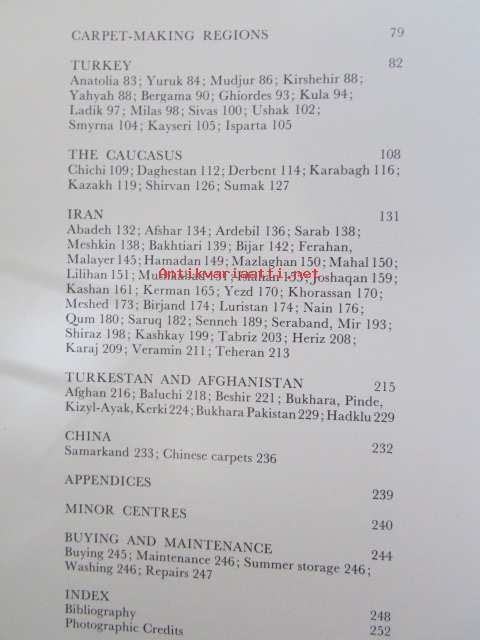 CARPET-MAKING REGIONS 79
TURKEY 82
Anatolia 83; Yuruk 84; Mudjur 86; Kirshehir 88;
Yahyah 88; Bergama 90; Ghiordes 93; Kula 94;
Ladik 97; Milas 98; Sivas 100; Ushak 102;
Smyrna 104; Kayseri 105; Isparta 105
THE CAUCASUS 108
Chichi 109; Daghestan 112; Derbent 114; Karabagh 116;
Kazakh 119; Shirvan 126; Sumak 127
IRAN 131
Abadeh 132; Afshar 134; Ardebil 136; Sarab 138;
Meshkin 138; Bakhtiari 139; Bijar 142; Ferahan,
Malayer 145; Hamadan 149; Mazlaghan 150; Mahal 150;
Lilihan 151; Joshaqan 159;
Antikvariaatti.net
Kashan 161; Kerman 165; Yezd 170; Khorassan 170;
Meshed 173; Birjand 174; Luristan 174; Nain 176;
Qum 180; Saruq 182; Senneh 189; Seraband, Mir 193;
Shiraz 198; Kashkay 199; Tabriz 203; Heriz 208;
Karaj 209; Veramin 211; Teheran 213
TURKESTAN AND AFGHANISTAN 215
Afghan 216; Baluchi 218; Beshir 221; Bukhara, Pinde,
Kizyl-Ayak, Kerki 224; Bukhara Pakistan 229; Hadklu 229
CHINA 232
Samarkand 233; Chinese carpets 236
APPENDICES 239
MINOR CENTRES 240
BUYING AND MAINTENANCE 244
Buying 245; Maintenance 246; Summer storage 246;
Washing 246; Repairs 247
INDEX
Bibliography 248
Photographic Credits 252